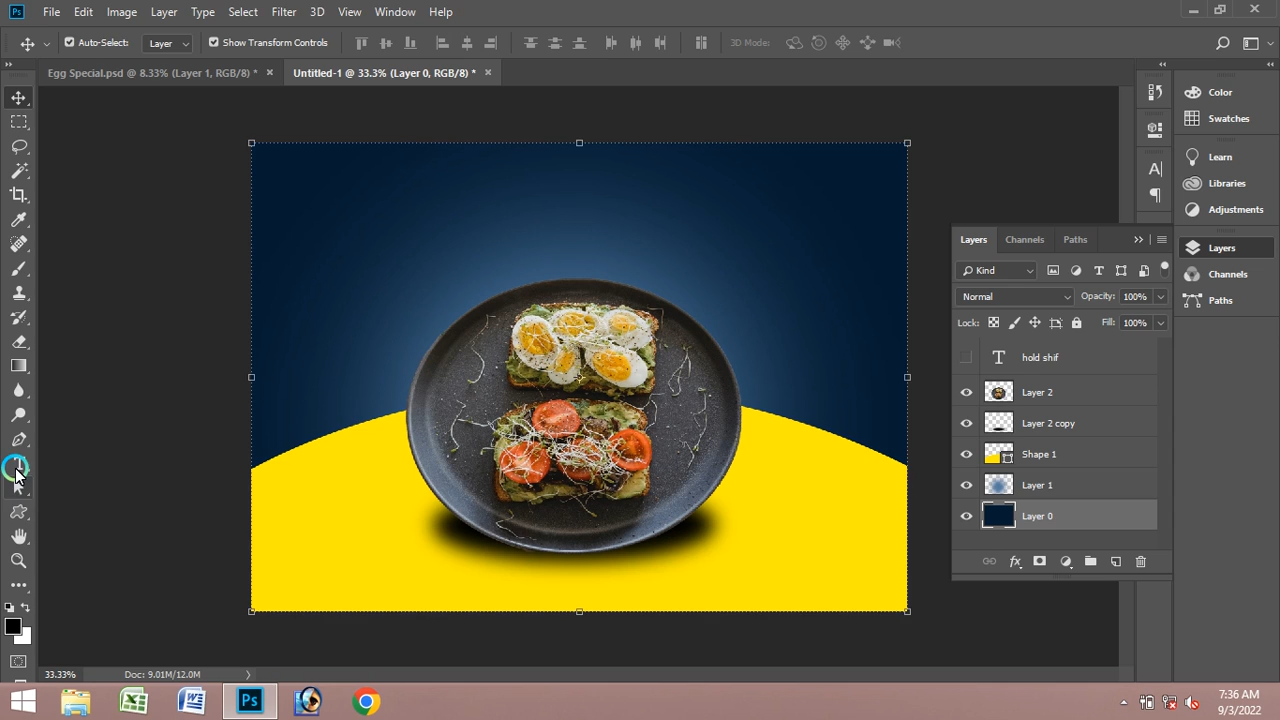 Ps File Edit Image Layer Type Select Filter 3D View Window Help
Auto-Select: Layer Show Transform Controls 3D Mode:
Egg Special.psd @ 8.33% (Layer 1, RGB/8) * × Untitled-1 @ 33.3% (Layer 0, RGB/8) * ×
Color
Swatches
Learn
Libraries
Adjustments
Layers
Channels
Paths
Layers Channels Paths
Kind
Normal Opacity: 100%
Lock: Fill: 100%
T hold shif
Layer 2
Layer 2 copy
Shape 1
Layer 1
Layer 0
fx
33.33% Doc: 9.01M/12.0M
Ps
7:36 AM
9/3/2022